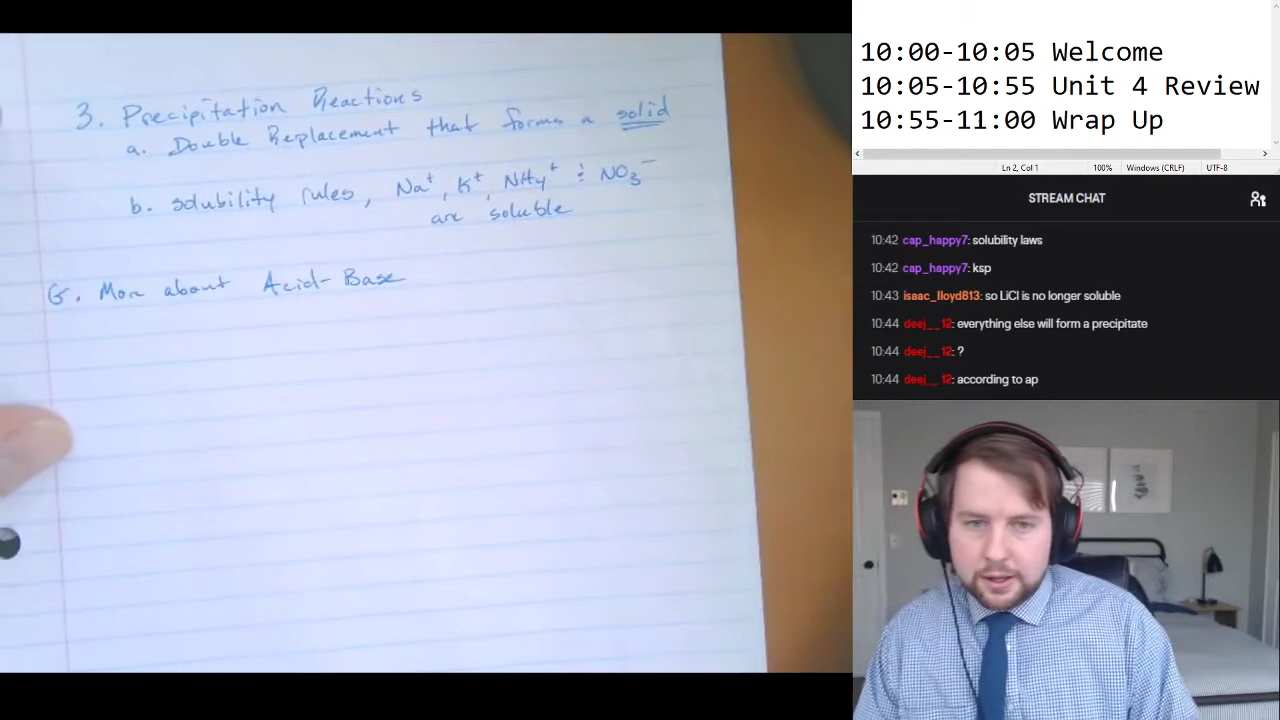 3. Precipitation Reactions
a. Double Replacement that forms a solid
b. solubility rules, Na⁺, K⁺, NH₄⁺ & NO₃⁻
are soluble
G. More about Acid-Base
10:00-10:05 Welcome
10:05-10:55 Unit 4 Review
10:55-11:00 Wrap Up
Ln 2, Col 1 100% Windows (CRLF) UTF-8
STREAM CHAT
10:42 cap_happy7: solubility laws
10:42 cap_happy7: ksp
10:43 isaac_lloyd813: so LiCl is no longer soluble
10:44 deej__12: everything else will form a precipitate
10:44 deej__12: ?
10:44 deej__12: according to ap